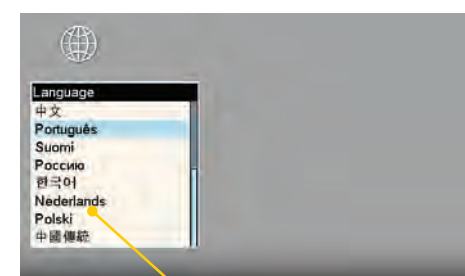 Language
中文
Português
Suomi
Россию
한국어
Nederlands
Polski
中國傳統